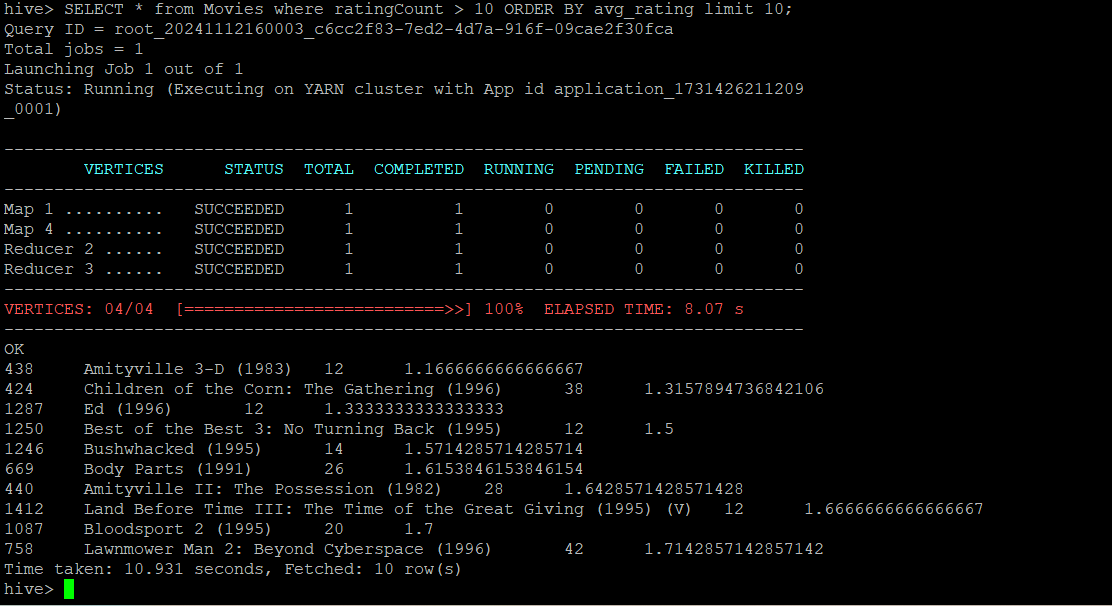 hive> SELECT * from Movies where ratingCount > 10 ORDER BY avg_rating limit 10;
Query ID = root_20241112160003_c6cc2f83-7ed2-4d7a-916f-09cae2f30fca
Total jobs = 1
Launching Job 1 out of 1
Status: Running (Executing on YARN cluster with App id application_1731426211209
_0001)

--------------------------------------------------------------------------------
        VERTICES      STATUS  TOTAL  COMPLETED  RUNNING  PENDING  FAILED  KILLED
--------------------------------------------------------------------------------
Map 1 ..........   SUCCEEDED      1          1        0        0       0       0
Map 4 ..........   SUCCEEDED      1          1        0        0       0       0
Reducer 2 ......   SUCCEEDED      1          1        0        0       0       0
Reducer 3 ......   SUCCEEDED      1          1        0        0       0       0
--------------------------------------------------------------------------------
VERTICES: 04/04  [==========================>>] 100%  ELAPSED TIME: 8.07 s
--------------------------------------------------------------------------------
OK
438     Amityville 3-D (1983)   12      1.1666666666666667
424     Children of the Corn: The Gathering (1996)      38      1.3157894736842106
1287    Ed (1996)       12      1.3333333333333333
1250    Best of the Best 3: No Turning Back (1995)      12      1.5
1246    Bushwhacked (1995)      14      1.5714285714285714
669     Body Parts (1991)       26      1.6153846153846154
440     Amityville II: The Possession (1982)    28      1.6428571428571428
1412    Land Before Time III: The Time of the Great Giving (1995) (V)   12      1.6666666666666667
1087    Bloodsport 2 (1995)     20      1.7
758     Lawnmower Man 2: Beyond Cyberspace (1996)       42      1.7142857142857142
Time taken: 10.931 seconds, Fetched: 10 row(s)
hive>